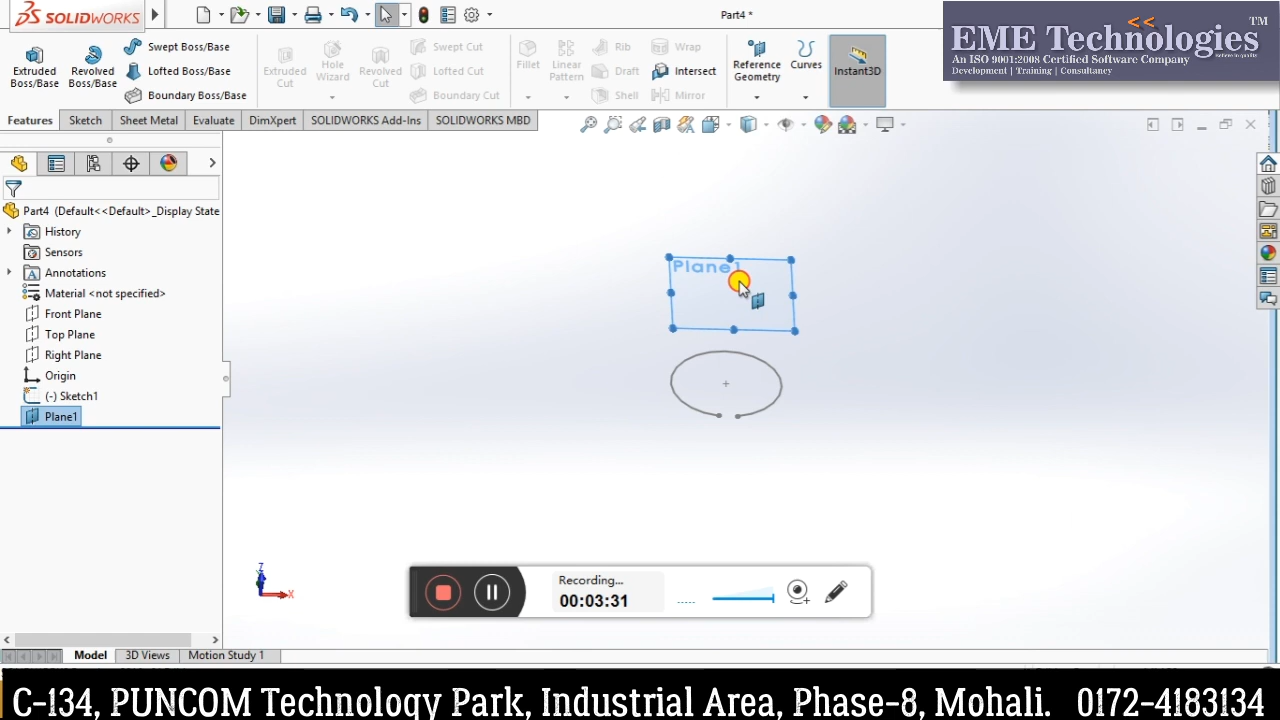 SOLIDWORKS
Part4 *
<<
TM
EME Technologies
Believe in quality
An ISO 9001:2008 Certified Software Company
Development | Training | Consultancy
Extruded Boss/Base
Revolved Boss/Base
Swept Boss/Base
Lofted Boss/Base
Boundary Boss/Base
Extruded Cut
Hole Wizard
Revolved Cut
Swept Cut
Lofted Cut
Boundary Cut
Fillet
Linear Pattern
Rib
Draft
Shell
Wrap
Intersect
Mirror
Reference Geometry
Curves
Instant3D
Features
Sketch
Sheet Metal
Evaluate
DimXpert
SOLIDWORKS Add-Ins
SOLIDWORKS MBD
Part4 (Default<<Default>_Display State
History
Sensors
Annotations
Material <not specified>
Front Plane
Top Plane
Right Plane
Origin
(-) Sketch1
Plane1
Plane1
Z
X
Recording...
00:03:31
Model
3D Views
Motion Study 1
C-134, PUNCOM Technology Park, Industrial Area, Phase-8, Mohali. 0172-4183134